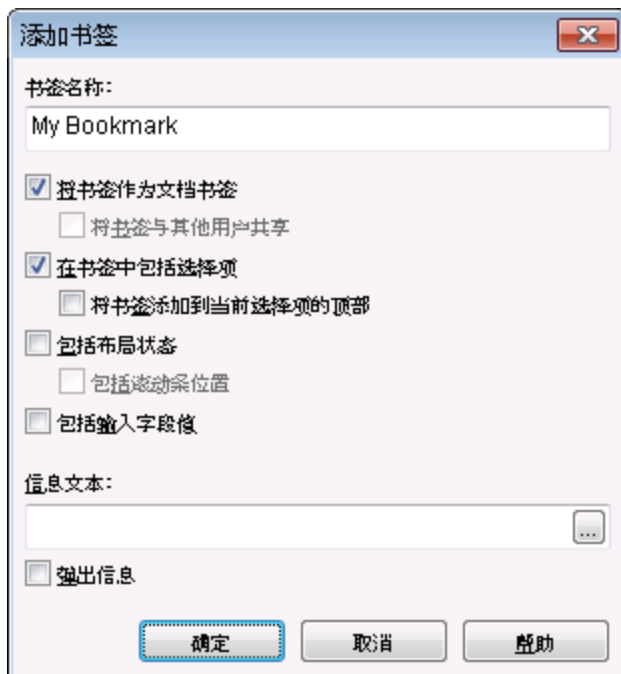 添加书签
书签名称:
My Bookmark
将书签作为文档书签
将书签与其他用户共享
在书签中包括选择项
将书签添加到当前选择项的顶部
包括布局状态
包括滚动条位置
包括输入字段值
信息文本:
...
弹出信息
确定 取消 帮助